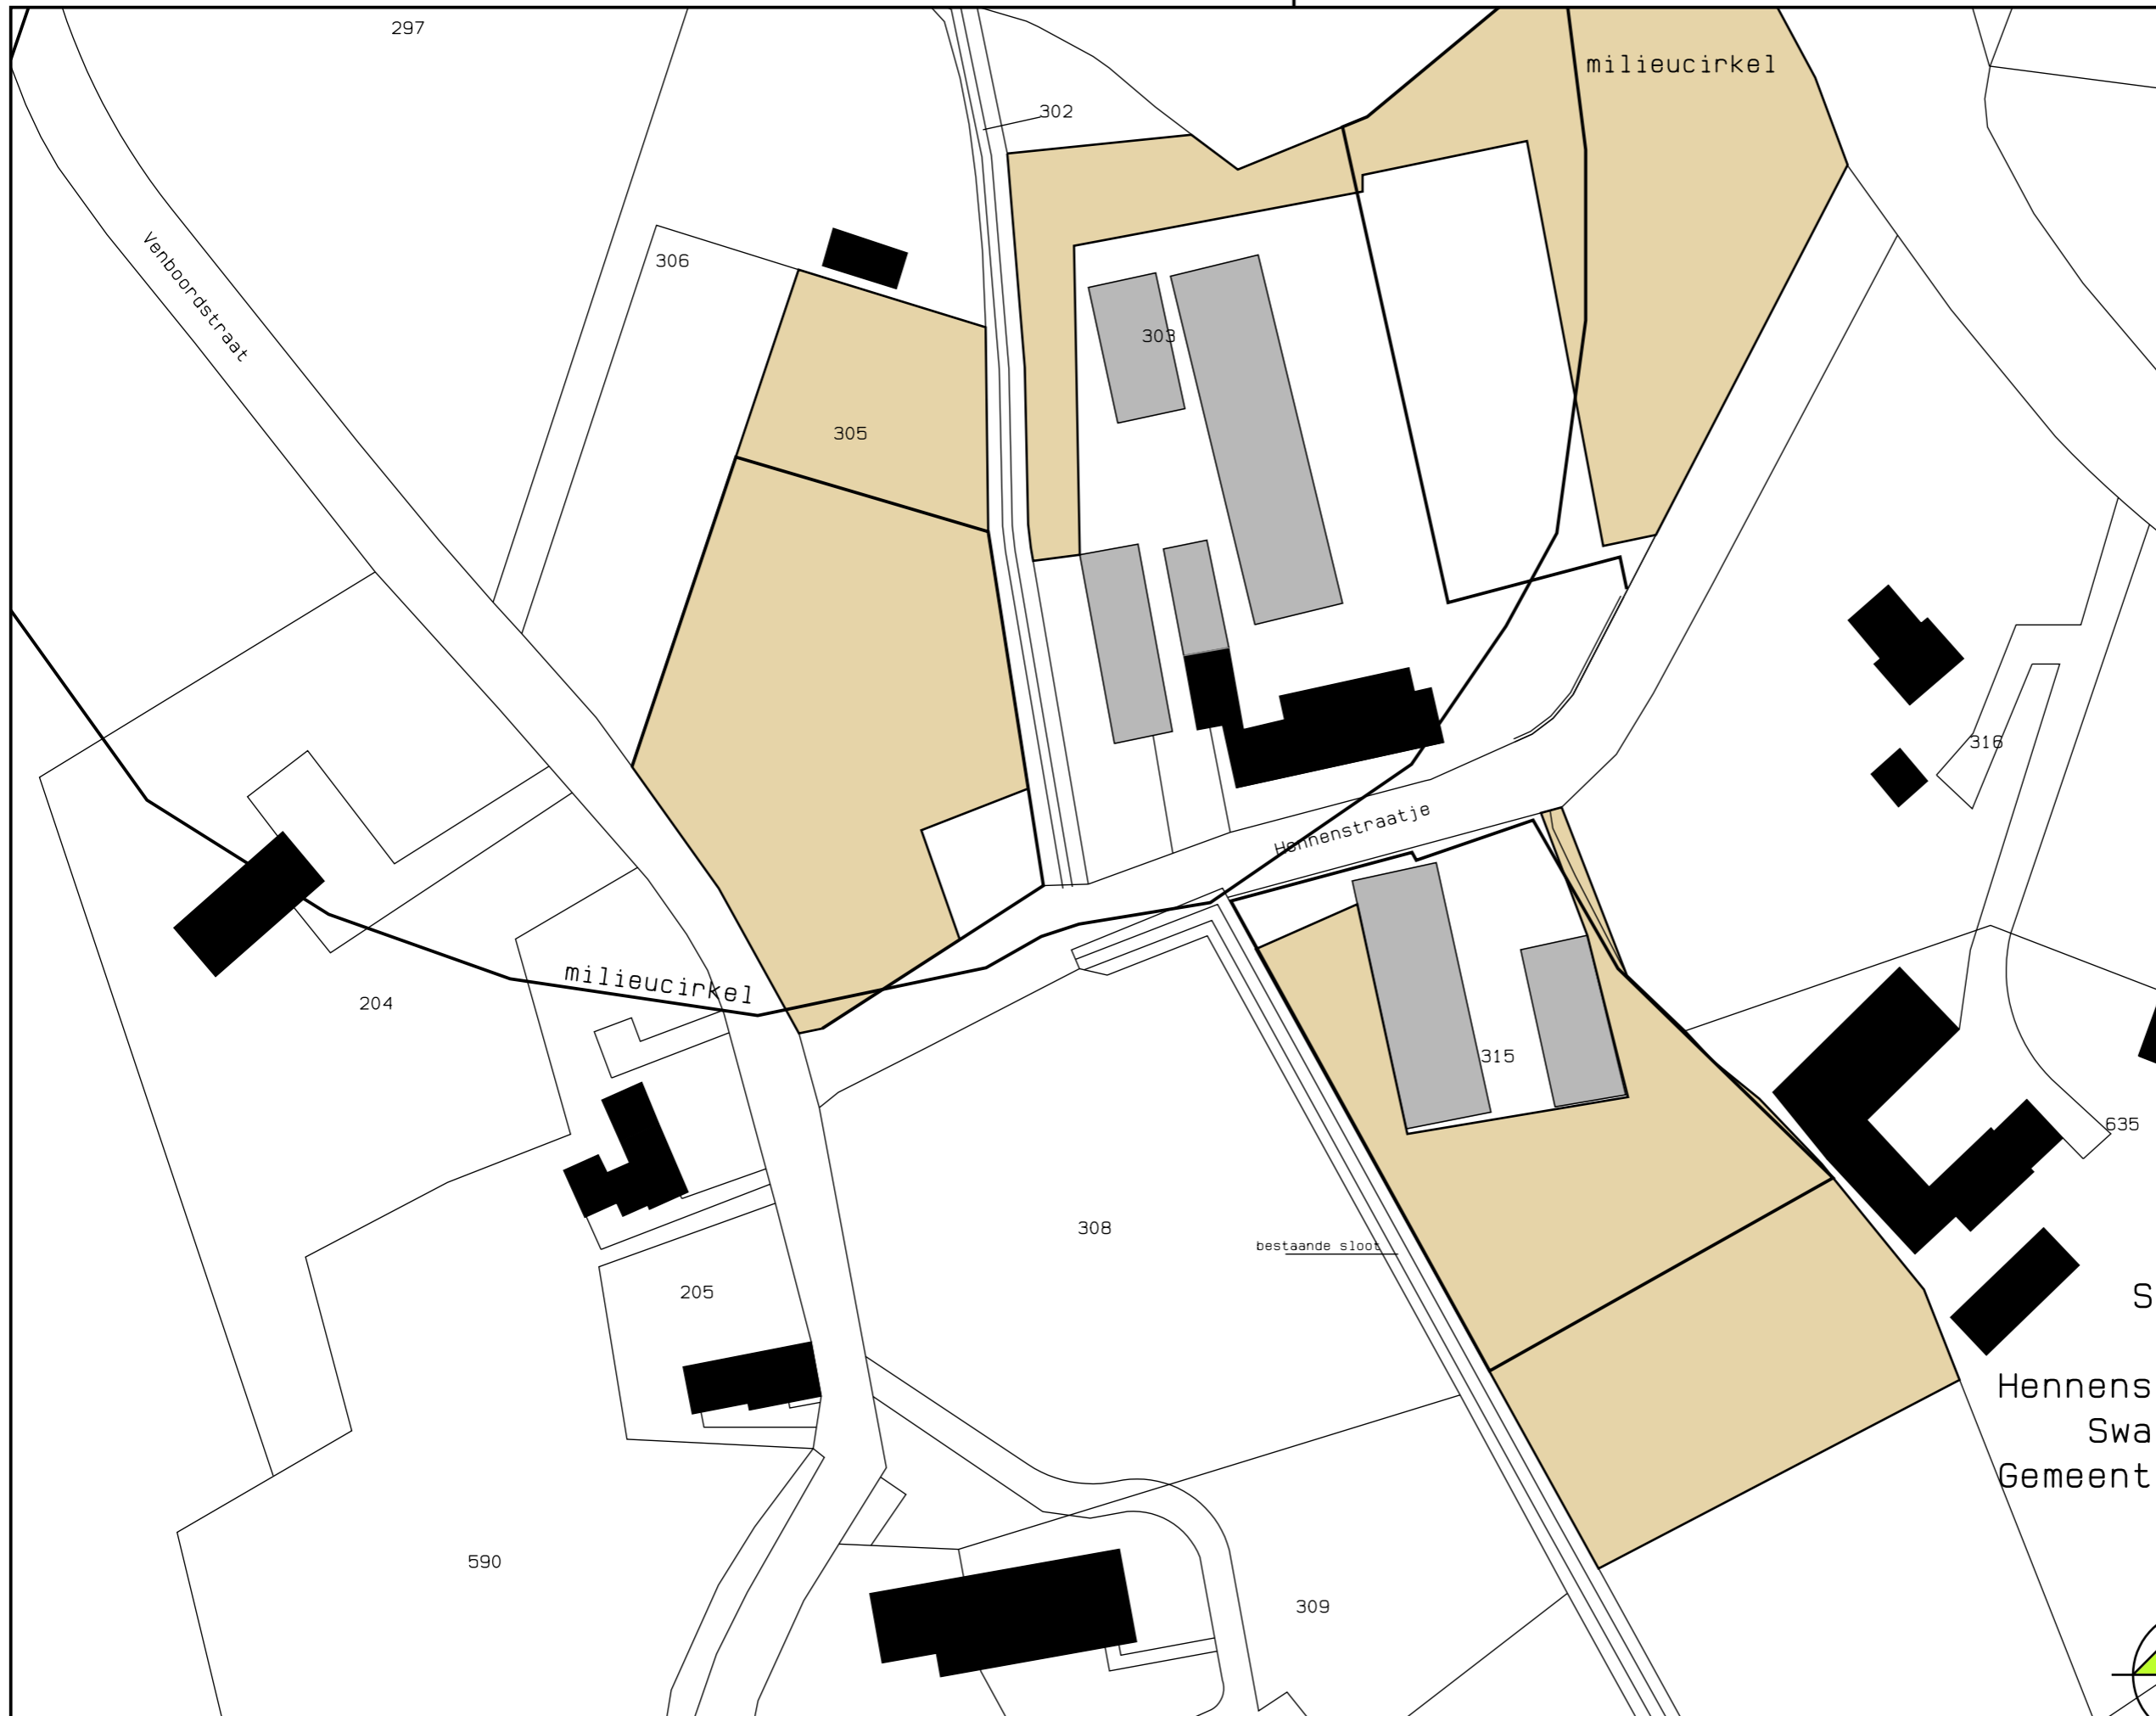 297
milieucirkel
302
Venboordstraat
306
303
305
316
Hennenstraatje
milieucirkel
204
315
635
308
bestaande sloot
205
S
Hennens
Swa
Gemeent
590
309